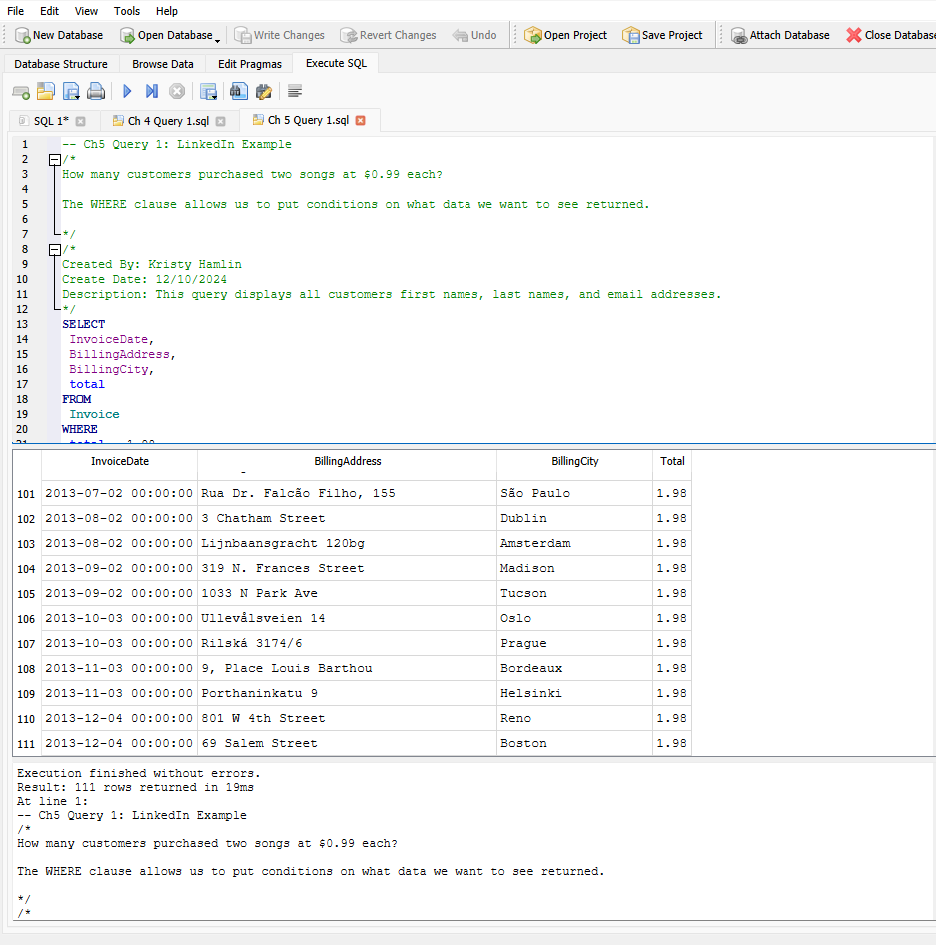 File Edit View Tools Help
New Database Open Database Write Changes Revert Changes Undo Open Project Save Project Attach Database Close Database
Database Structure Browse Data Edit Pragmas Execute SQL
SQL 1* Ch 4 Query 1.sql Ch 5 Query 1.sql
1 -- Ch5 Query 1: LinkedIn Example
2 /*
3 How many customers purchased two songs at $0.99 each?
4
5 The WHERE clause allows us to put conditions on what data we want to see returned.
6
7 */
8 /*
9 Created By: Kristy Hamlin
10 Create Date: 12/10/2024
11 Description: This query displays all customers first names, last names, and email addresses.
12 */
13 SELECT
14 InvoiceDate,
15 BillingAddress,
16 BillingCity,
17 total
18 FROM
19 Invoice
20 WHERE
InvoiceDate BillingAddress BillingCity Total
101 2013-07-02 00:00:00 Rua Dr. Falcão Filho, 155 São Paulo 1.98
102 2013-08-02 00:00:00 3 Chatham Street Dublin 1.98
103 2013-08-02 00:00:00 Lijnbaansgracht 120bg Amsterdam 1.98
104 2013-09-02 00:00:00 319 N. Frances Street Madison 1.98
105 2013-09-02 00:00:00 1033 N Park Ave Tucson 1.98
106 2013-10-03 00:00:00 Ullevålsveien 14 Oslo 1.98
107 2013-10-03 00:00:00 Rilská 3174/6 Prague 1.98
108 2013-11-03 00:00:00 9, Place Louis Barthou Bordeaux 1.98
109 2013-11-03 00:00:00 Porthaninkatu 9 Helsinki 1.98
110 2013-12-04 00:00:00 801 W 4th Street Reno 1.98
111 2013-12-04 00:00:00 69 Salem Street Boston 1.98
Execution finished without errors.
Result: 111 rows returned in 19ms
At line 1:
-- Ch5 Query 1: LinkedIn Example
/*
How many customers purchased two songs at $0.99 each?
The WHERE clause allows us to put conditions on what data we want to see returned.
*/
/*